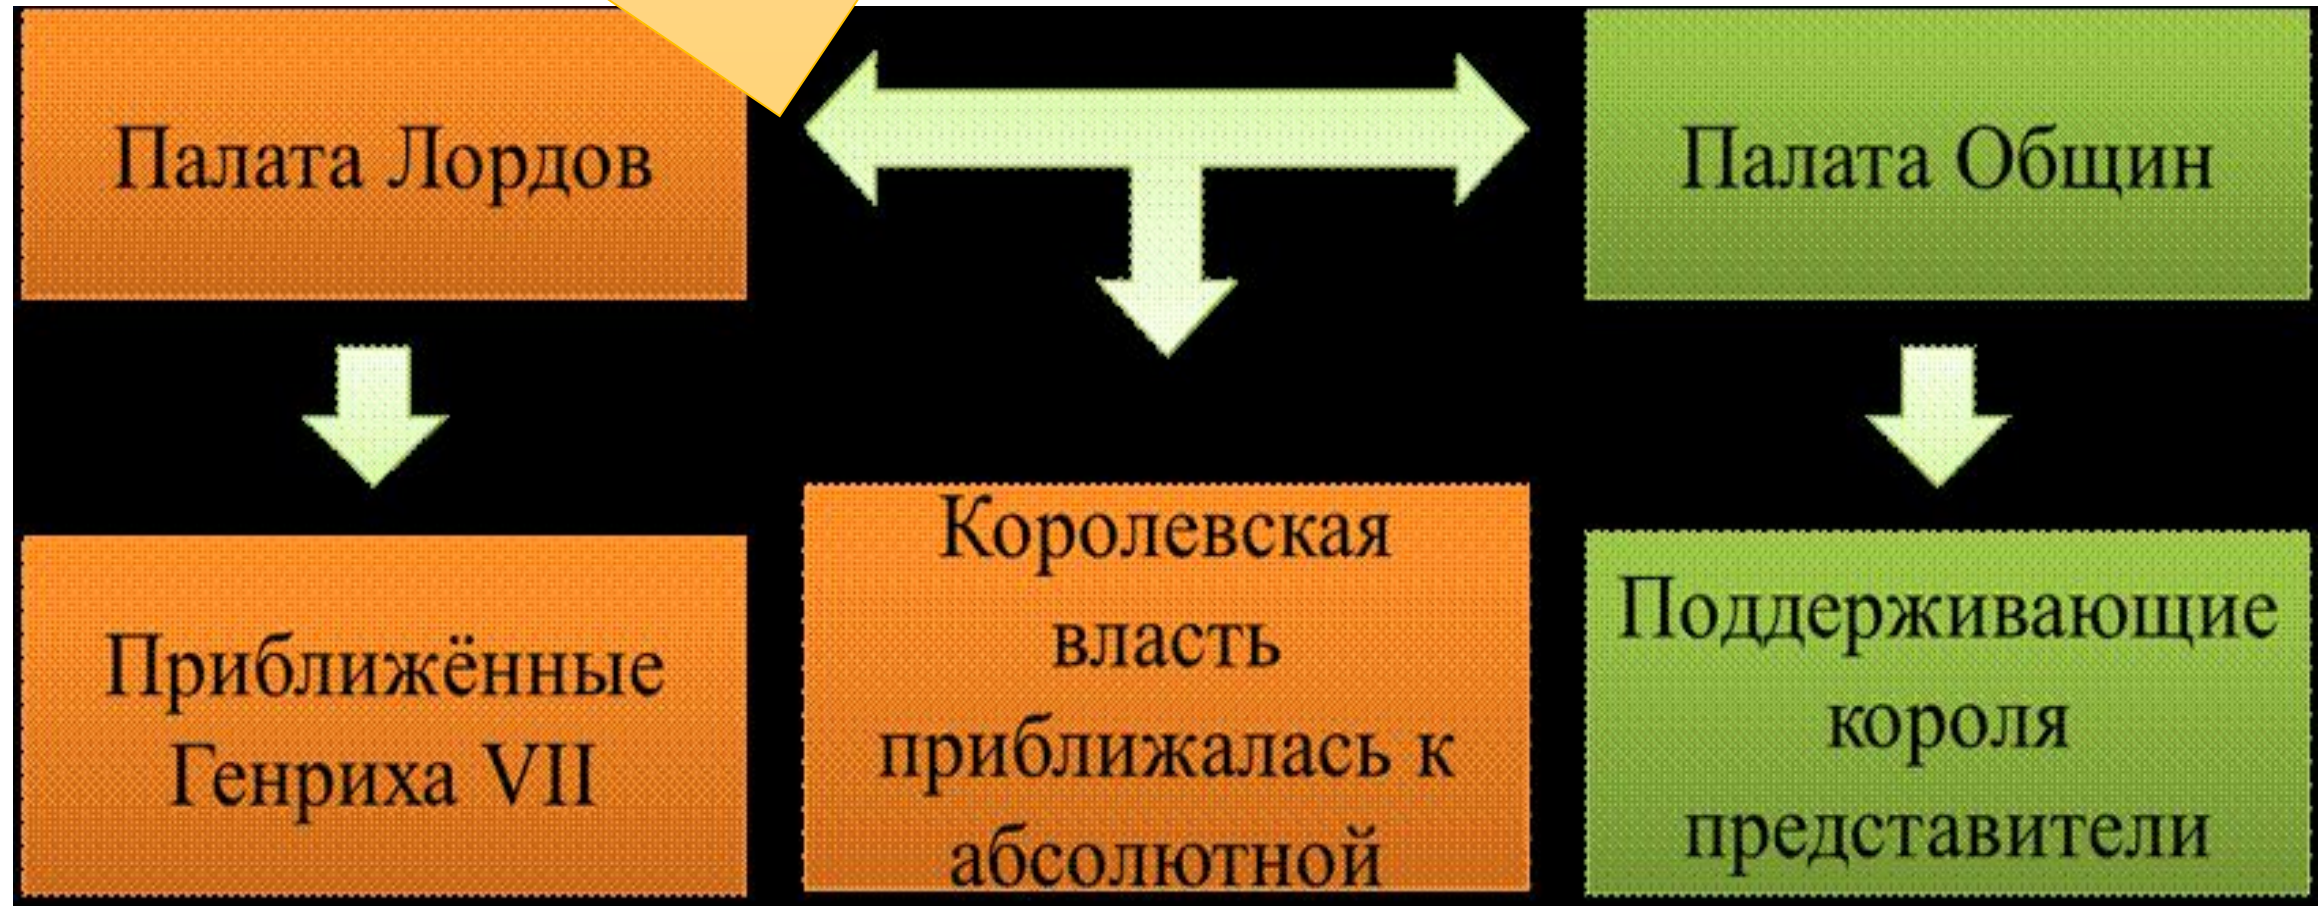 Палата Лордов
Палата Общин
Приближённые
Генриха VII
Королевская
власть
приближалась к
абсолютной
Поддерживающие
короля
представители